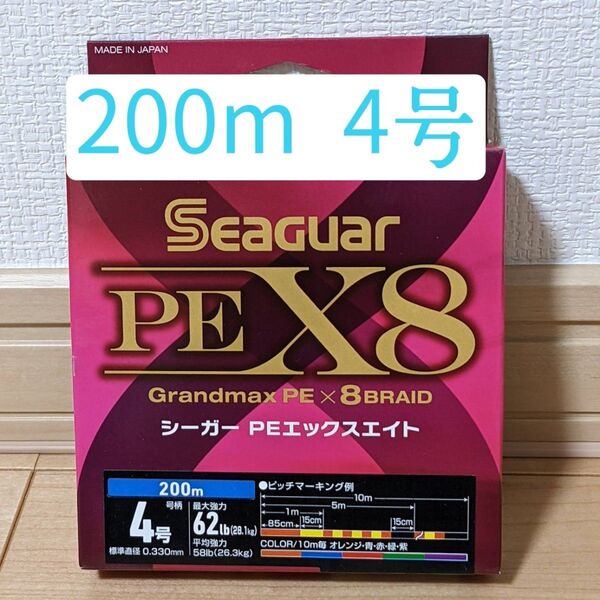 MADE IN JAPAN
200m 4号
Seaguar
PE X8
Grandmax PE×8BRAID
シーガー PEエックスエイト
200m
号柄
4号
標準直径 0.330mm
最大強力
62lb(28.1kg)
平均強力
58lb(26.3kg)
●ピッチマーキング例
10m
5m
1m
85cm 15cm 15cm
COLOR/10m毎 オレンジ・青・赤・緑・紫